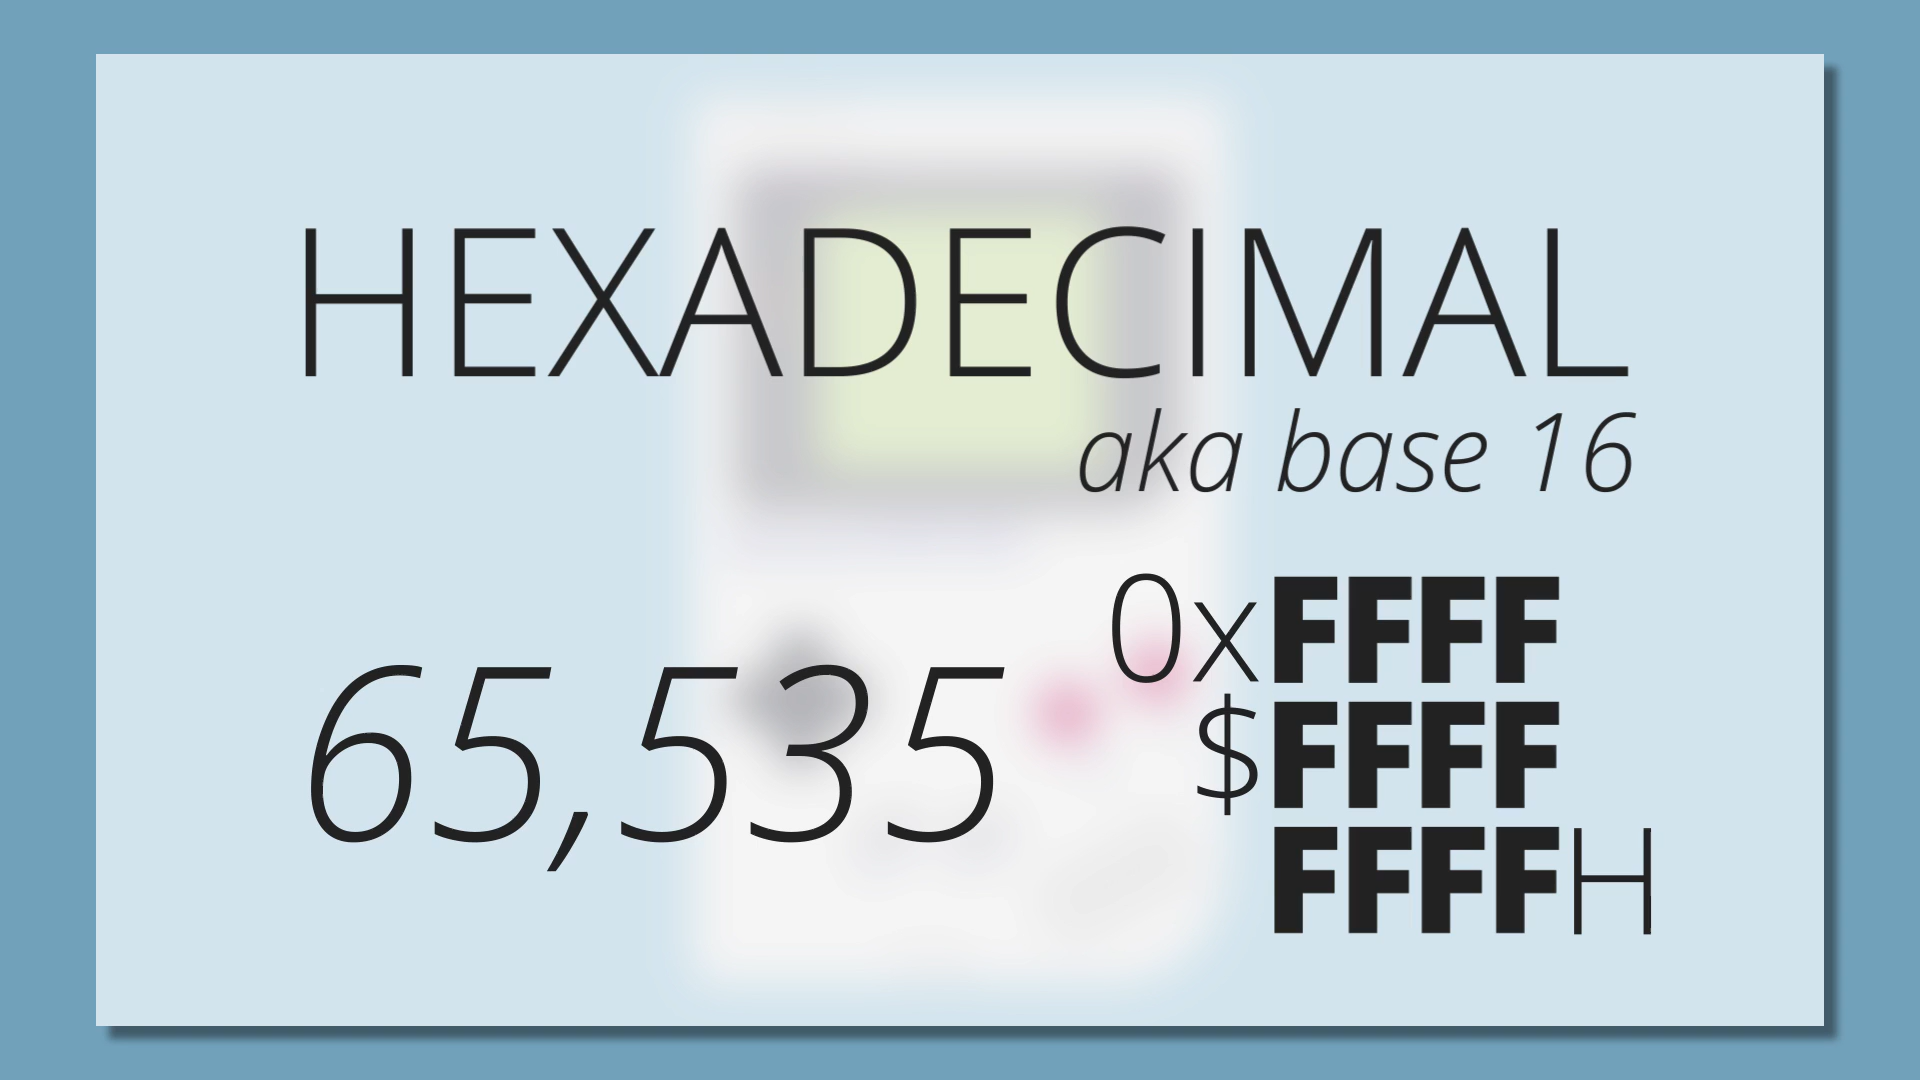 HEXADECIMAL
aka base 16
65,535
0xFFFF
$FFFF
FFFFH